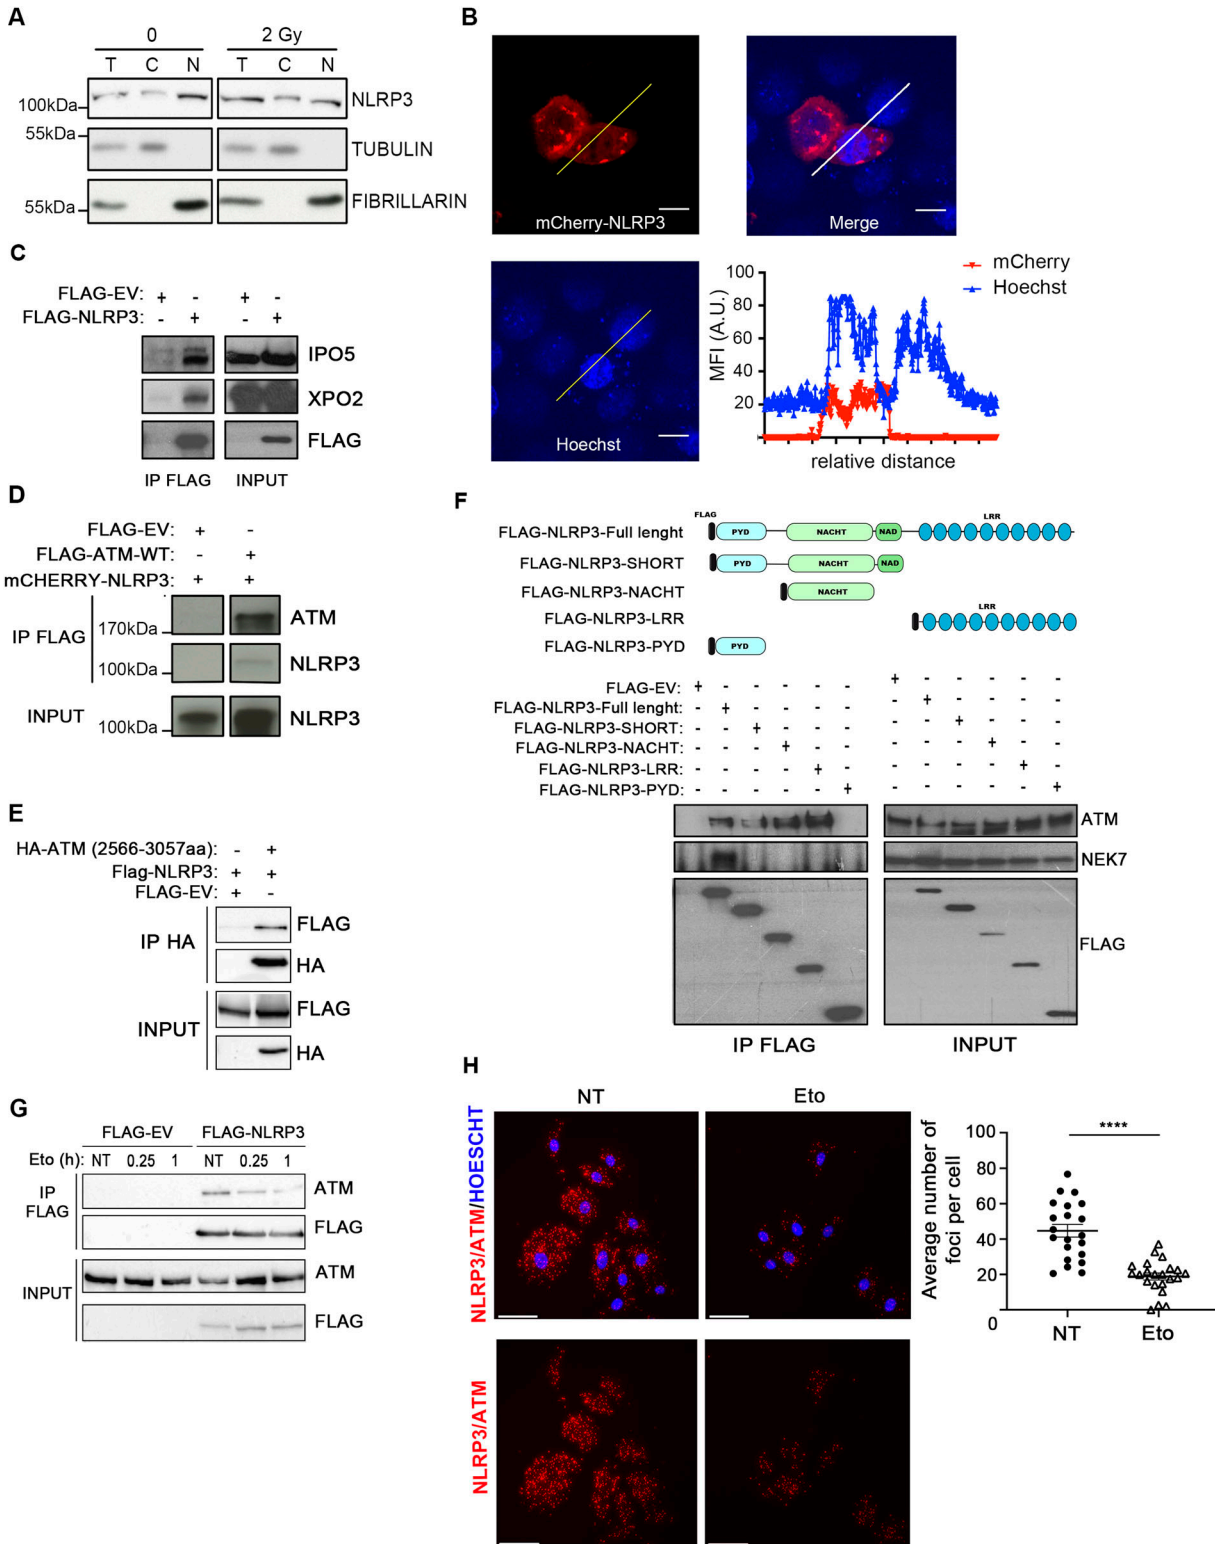 A
0 2 Gy
T C N T C N
100kDa NLRP3
55kDa TUBULIN
55kDa FIBRILLARIN
B
mCherry-NLRP3
Merge
Hoechst
mCherry
Hoechst
MFI (A.U.)
100
80
60
40
20
0
relative distance
C
FLAG-EV: + - + -
FLAG-NLRP3: - + - +
IPO5
XPO2
FLAG
IP FLAG INPUT
D
FLAG-EV: + -
FLAG-ATM-WT: - +
mCHERRY-NLRP3: + +
IP FLAG
170kDa ATM
100kDa NLRP3
INPUT 100kDa NLRP3
E
HA-ATM (2566-3057aa): - +
Flag-NLRP3: + +
FLAG-EV: + -
IP HA
FLAG
HA
INPUT
FLAG
HA
F
FLAG
LRR
FLAG-NLRP3-Full lenght PYD NACHT NAD
FLAG-NLRP3-SHORT PYD NACHT NAD
FLAG-NLRP3-NACHT NACHT
LRR
FLAG-NLRP3-LRR
FLAG-NLRP3-PYD PYD
FLAG-EV: + - - - - - + - - - - -
FLAG-NLRP3-Full lenght: - + - - - - - + - - - -
FLAG-NLRP3-SHORT: - - + - - - - - + - - -
FLAG-NLRP3-NACHT: - - - + - - - - - + - -
FLAG-NLRP3-LRR: - - - - + - - - - - + -
FLAG-NLRP3-PYD: - - - - - + - - - - - +
ATM
NEK7
FLAG
IP FLAG INPUT
G
FLAG-EV FLAG-NLRP3
Eto (h): NT 0.25 1 NT 0.25 1
IP FLAG
ATM
FLAG
INPUT
ATM
FLAG
H
NT Eto
NLRP3/ATM/HOESCHT
NLRP3/ATM
Average number of
foci per cell
100
80
60
40
20
0
****
NT Eto